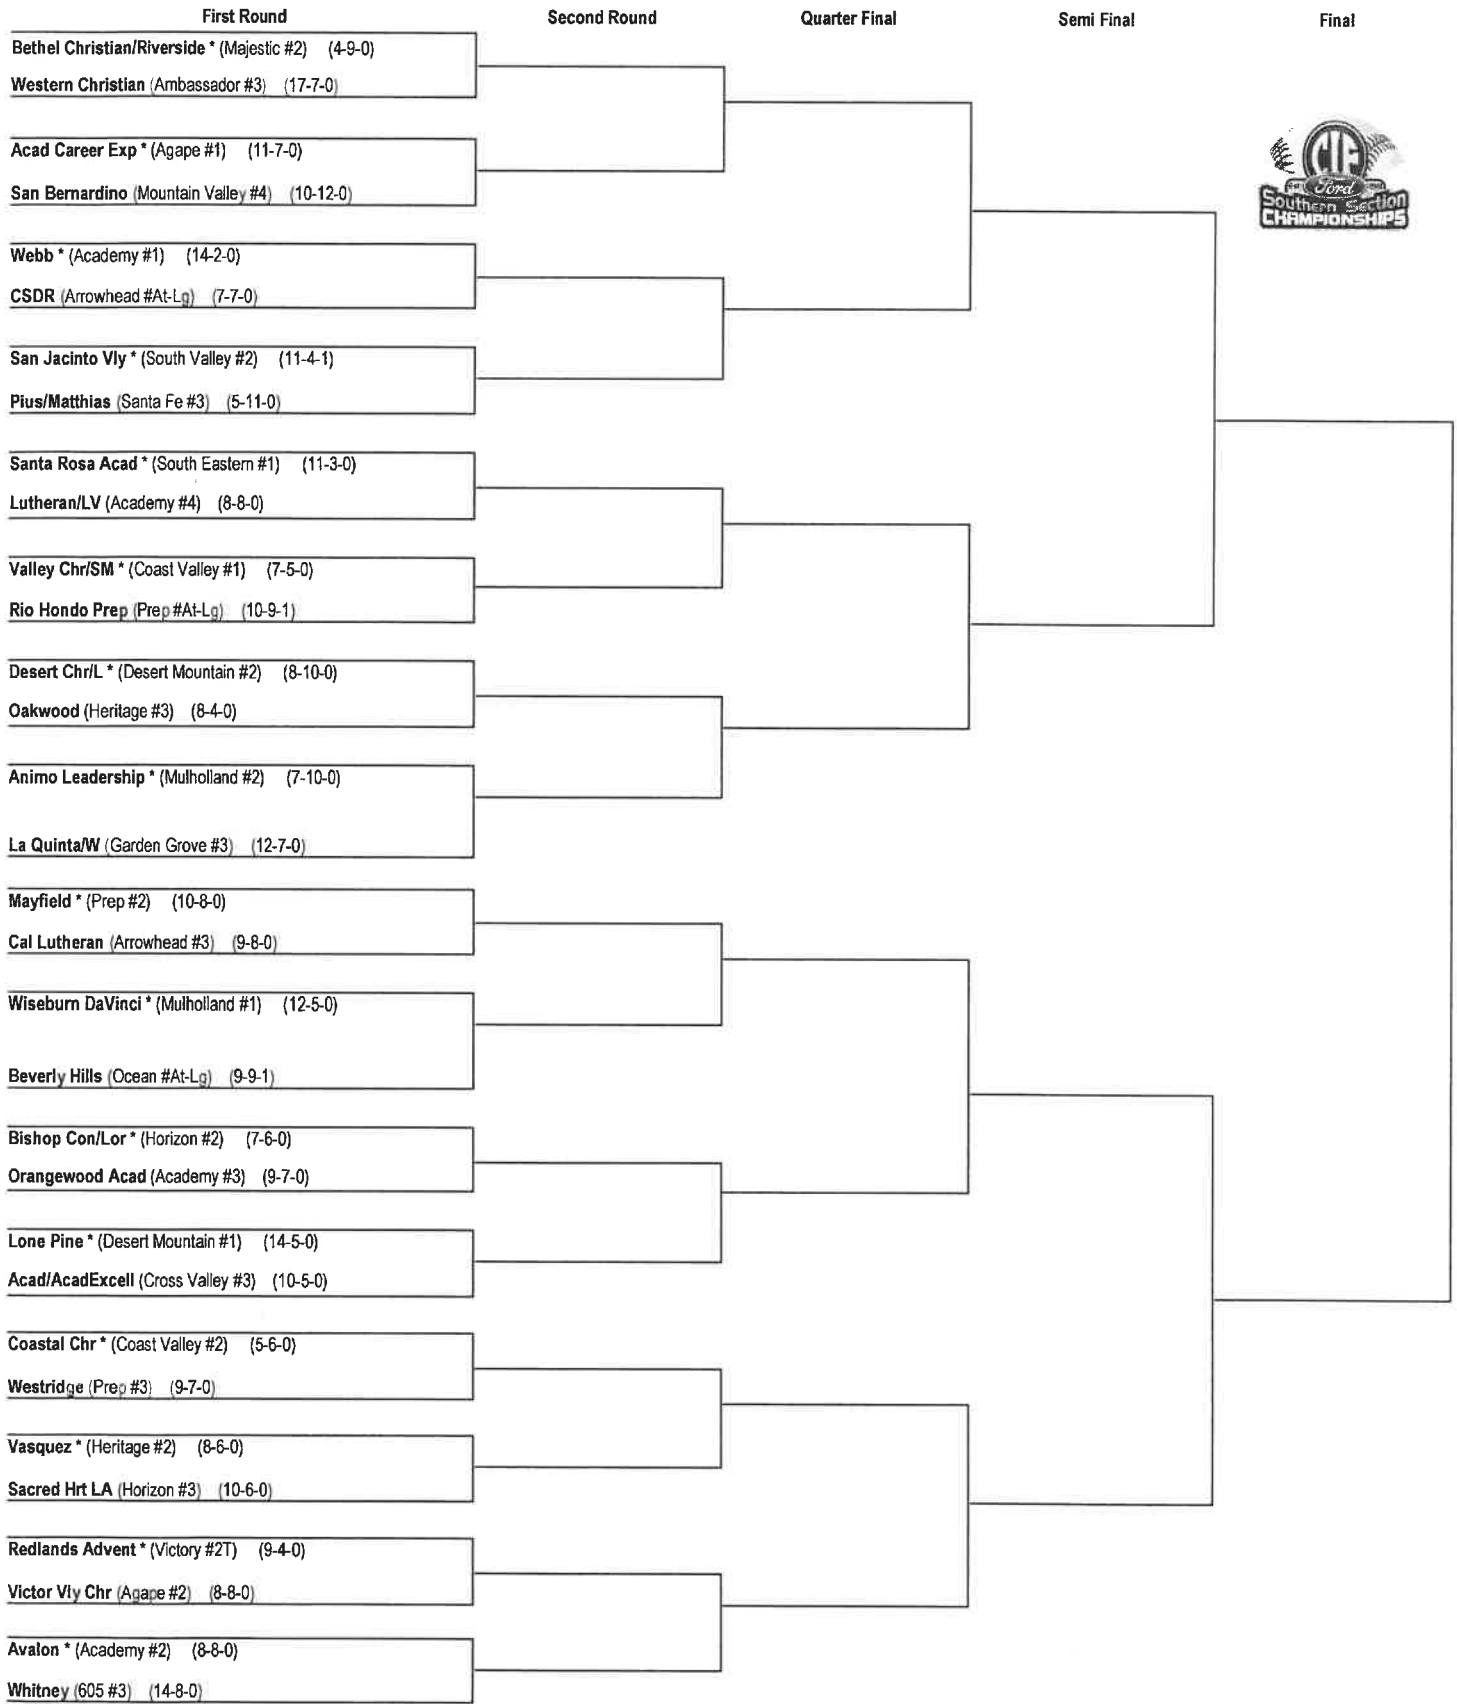 First Round Second Round Quarter Final Semi Final Final
Bethel Christian/Riverside * (Majestic #2) (4-9-0)
Western Christian (Ambassador #3) (17-7-0)
Acad Career Exp * (Agape #1) (11-7-0)
San Bernardino (Mountain Valley #4) (10-12-0)
CIF
Ford
Southern Section
CHAMPIONSHIPS
Webb * (Academy #1) (14-2-0)
CSDR (Arrowhead #At-Lg) (7-7-0)
San Jacinto Vly * (South Valley #2) (11-4-1)
Pius/Matthias (Santa Fe #3) (5-11-0)
Santa Rosa Acad * (South Eastern #1) (11-3-0)
Lutheran/LV (Academy #4) (8-8-0)
Valley Chr/SM * (Coast Valley #1) (7-5-0)
Rio Hondo Prep (Prep #At-Lg) (10-9-1)
Desert Chr/L * (Desert Mountain #2) (8-10-0)
Oakwood (Heritage #3) (8-4-0)
Animo Leadership * (Mulholland #2) (7-10-0)
La Quinta/W (Garden Grove #3) (12-7-0)
Mayfield * (Prep #2) (10-8-0)
Cal Lutheran (Arrowhead #3) (9-8-0)
Wiseburn DaVinci * (Mulholland #1) (12-5-0)
Beverly Hills (Ocean #At-Lg) (9-9-1)
Bishop Con/Lor * (Horizon #2) (7-6-0)
Orangewood Acad (Academy #3) (9-7-0)
Lone Pine * (Desert Mountain #1) (14-5-0)
Acad/AcadExcell (Cross Valley #3) (10-5-0)
Coastal Chr * (Coast Valley #2) (5-6-0)
Westridge (Prep #3) (9-7-0)
Vasquez * (Heritage #2) (8-6-0)
Sacred Hrt LA (Horizon #3) (10-6-0)
Redlands Advent * (Victory #2T) (9-4-0)
Victor Vly Chr (Agape #2) (8-8-0)
Avalon * (Academy #2) (8-8-0)
Whitney (605 #3) (14-8-0)